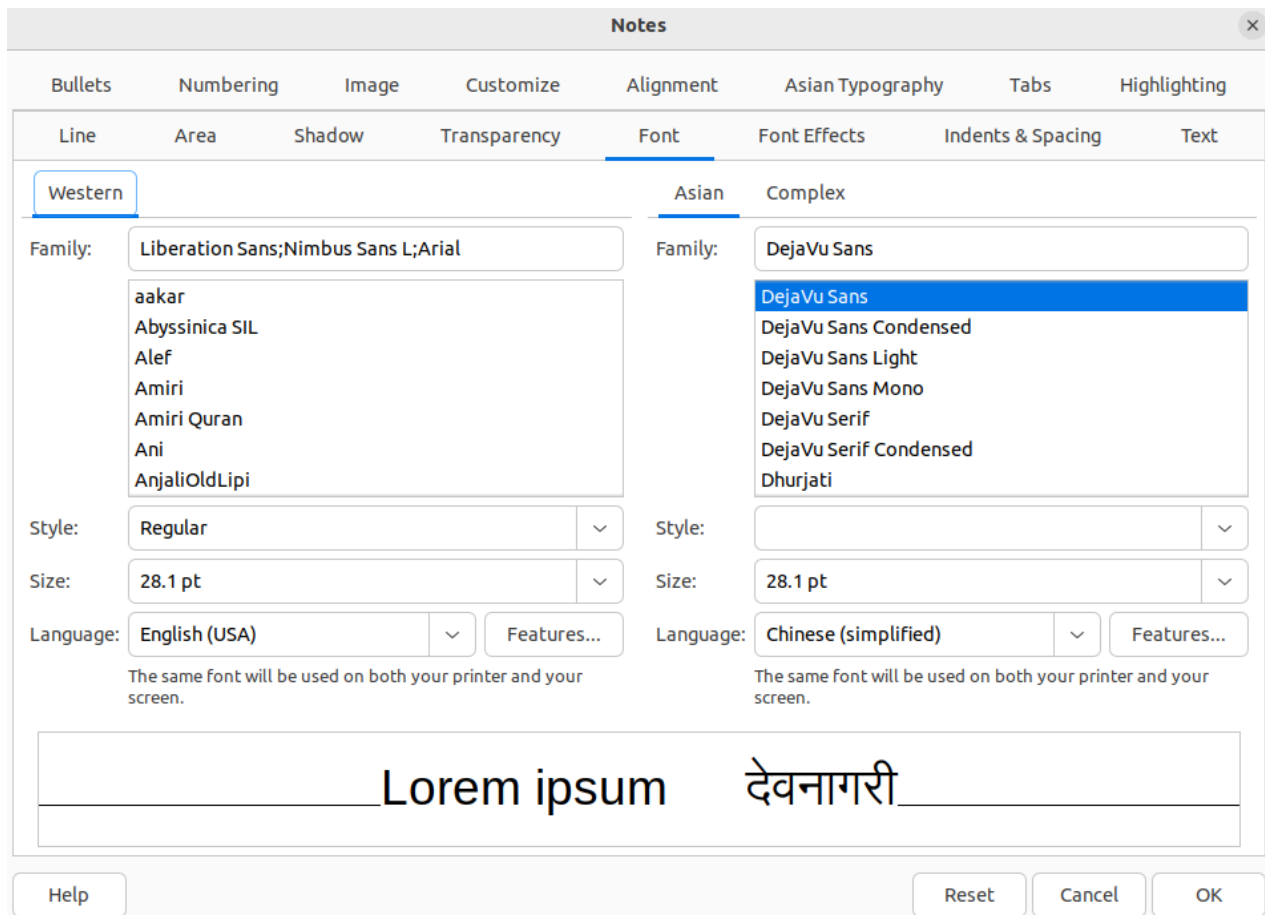 Notes
Bullets Numbering Image Customize Alignment Asian Typography Tabs Highlighting
Line Area Shadow Transparency Font Font Effects Indents & Spacing Text
Western
Family: Liberation Sans;Nimbus Sans L;Arial
aakar
Abyssinica SIL
Alef
Amiri
Amiri Quran
Ani
AnjaliOldLipi
Style: Regular
Size: 28.1 pt
Language: English (USA) Features...
The same font will be used on both your printer and your
screen.
Asian Complex
Family: DejaVu Sans
DejaVu Sans
DejaVu Sans Condensed
DejaVu Sans Light
DejaVu Sans Mono
DejaVu Serif
DejaVu Serif Condensed
Dhurjati
Style:
Size: 28.1 pt
Language: Chinese (simplified) Features...
The same font will be used on both your printer and your
screen.
Lorem ipsum देवनागरी
Help Reset Cancel OK